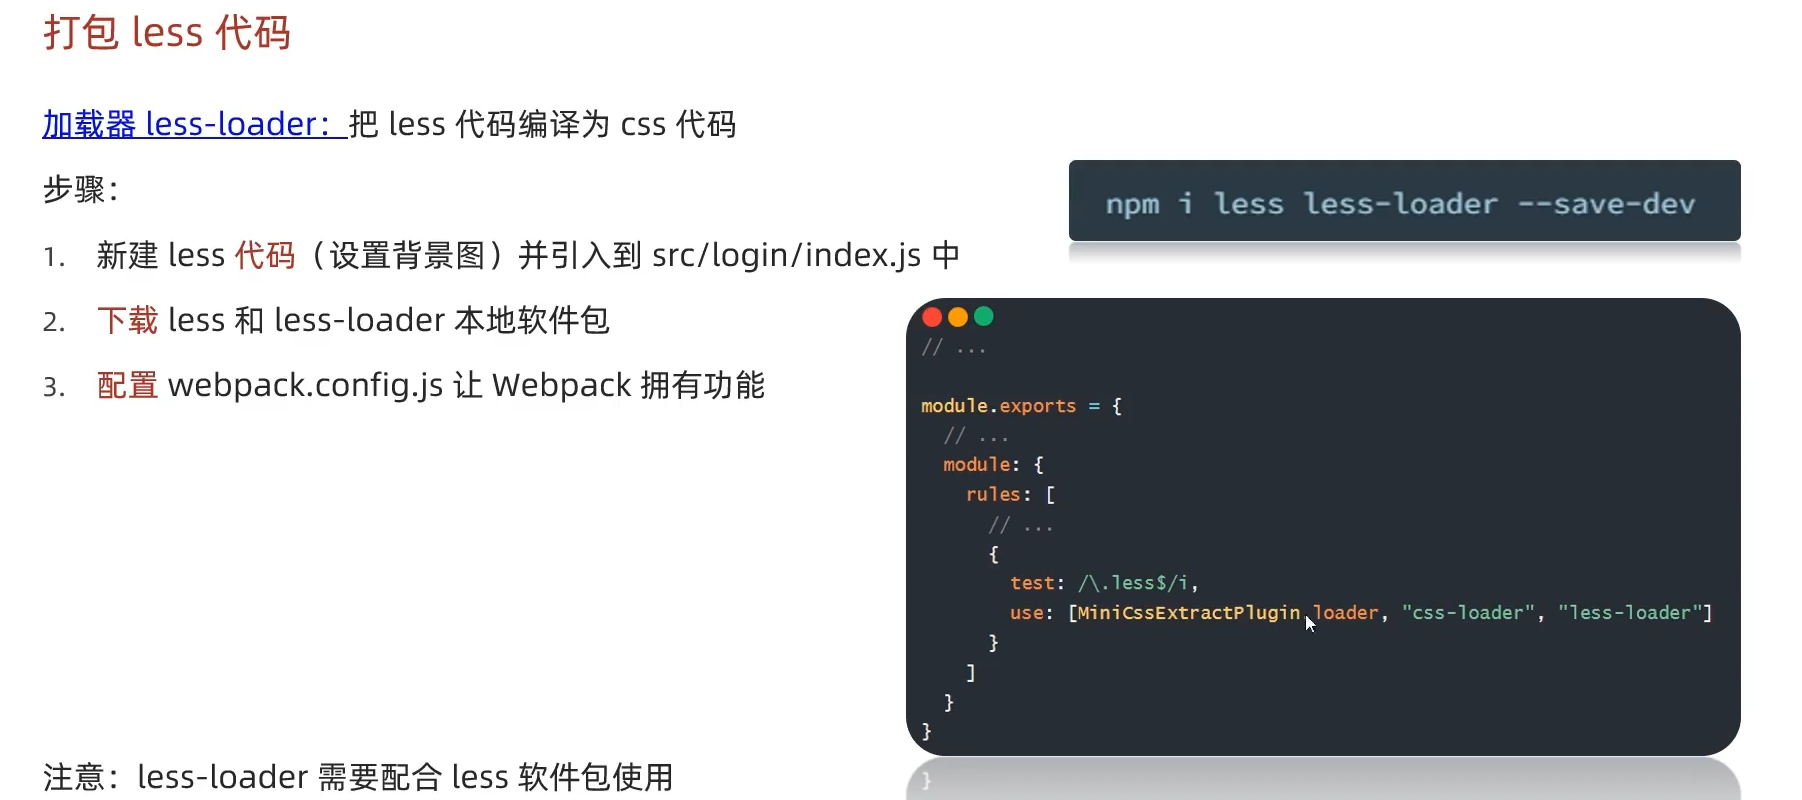 打包 less 代码
加载器 less-loader：把 less 代码编译为 css 代码
步骤：
1. 新建 less 代码（设置背景图）并引入到 src/login/index.js 中
2. 下载 less 和 less-loader 本地软件包
3. 配置 webpack.config.js 让 Webpack 拥有功能
注意：less-loader 需要配合 less 软件包使用
npm i less less-loader --save-dev
// ...
module.exports = {
  // ...
  module: {
    rules: [
      // ...
      {
        test: /\.less$/i,
        use: [MiniCssExtractPlugin.loader, "css-loader", "less-loader"]
      }
    ]
  }
}